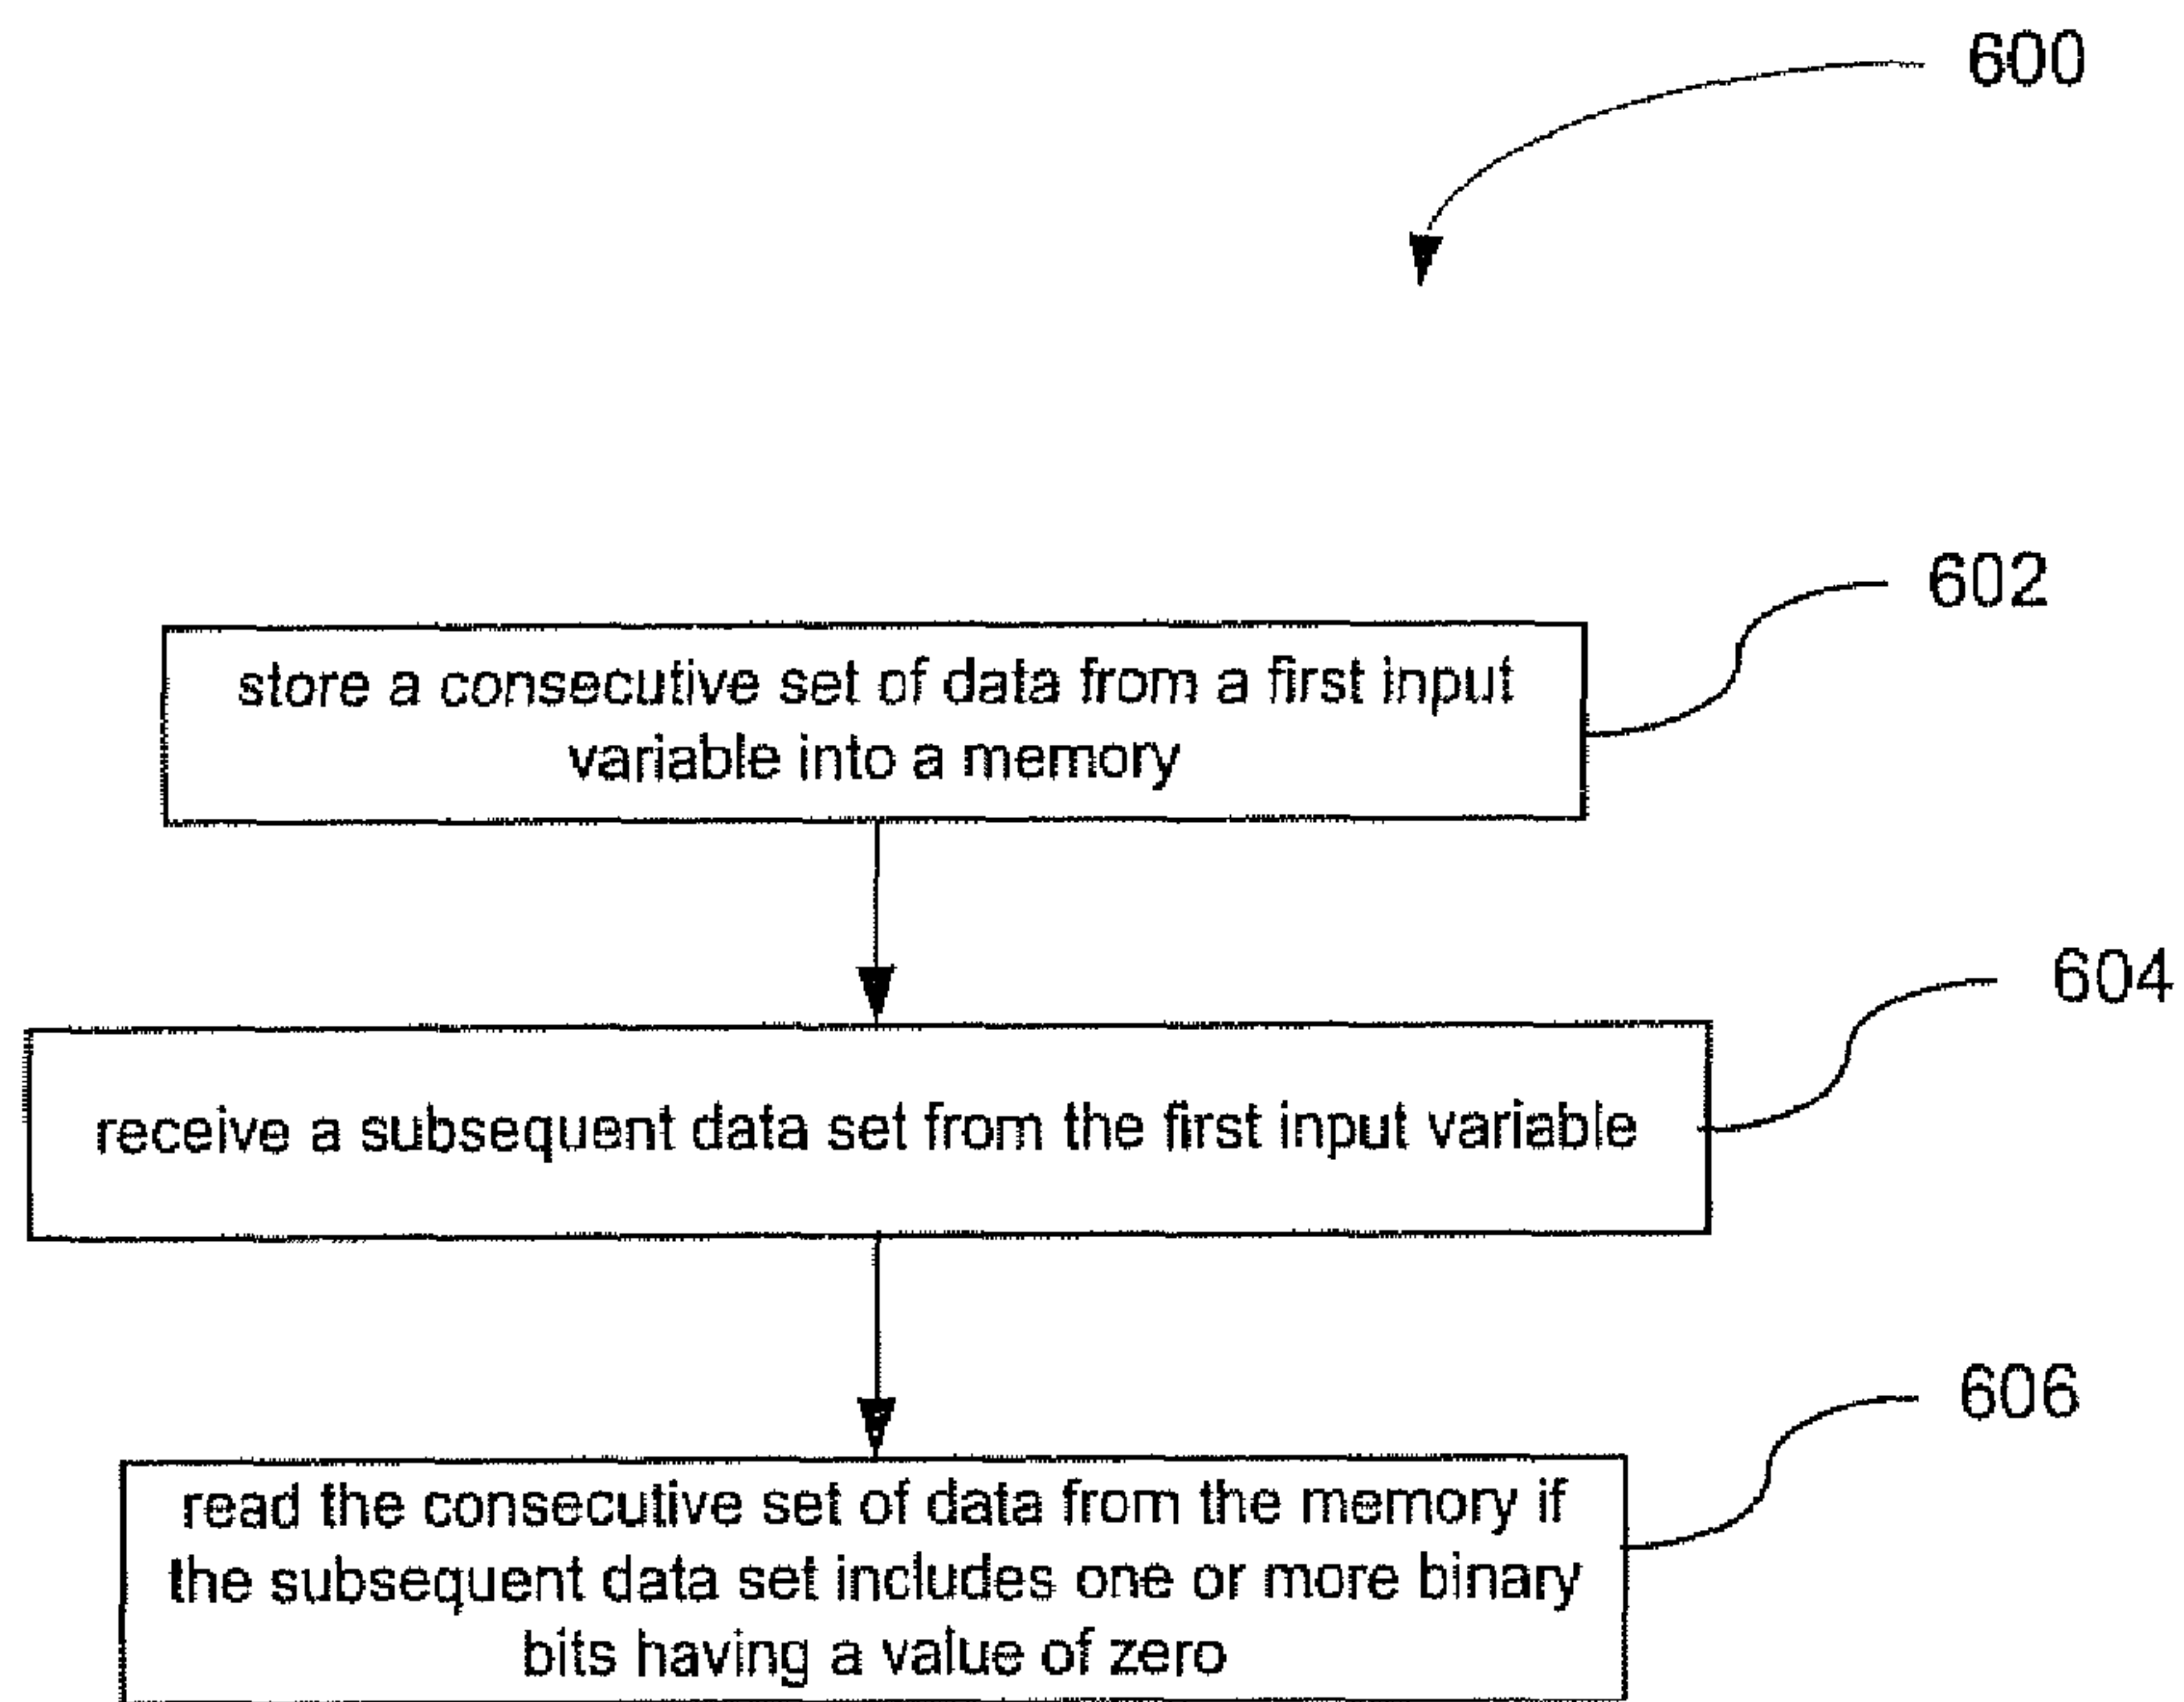 600
602
store a consecutive set of data from a first input
variable into a memory
604
receive a subsequent data set from the first input variable
606
read the consecutive set of data from the memory if
the subsequent data set includes one or more binary
bits having a value of zero